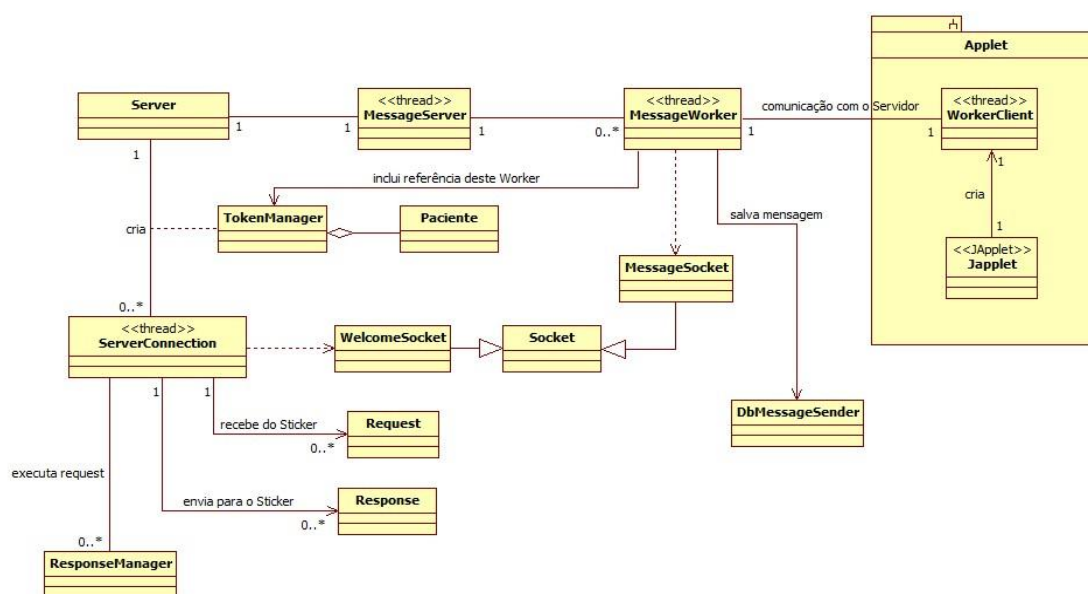 Applet
Server
<<thread>>
MessageServer
<<thread>>
MessageWorker
comunicação com o Servidor
<<thread>>
WorkerClient
1
1
1
0..*
1
1
1
inclui referência deste Worker
1
cria
TokenManager
Paciente
salva mensagem
cria
1
<<JApplet>>
Japplet
MessageSocket
0..*
<<thread>>
ServerConnection
WelcomeSocket
Socket
1
1
DbMessageSender
recebe do Sticker
Request
0..*
executa request
envia para o Sticker
Response
0..*
0..*
ResponseManager